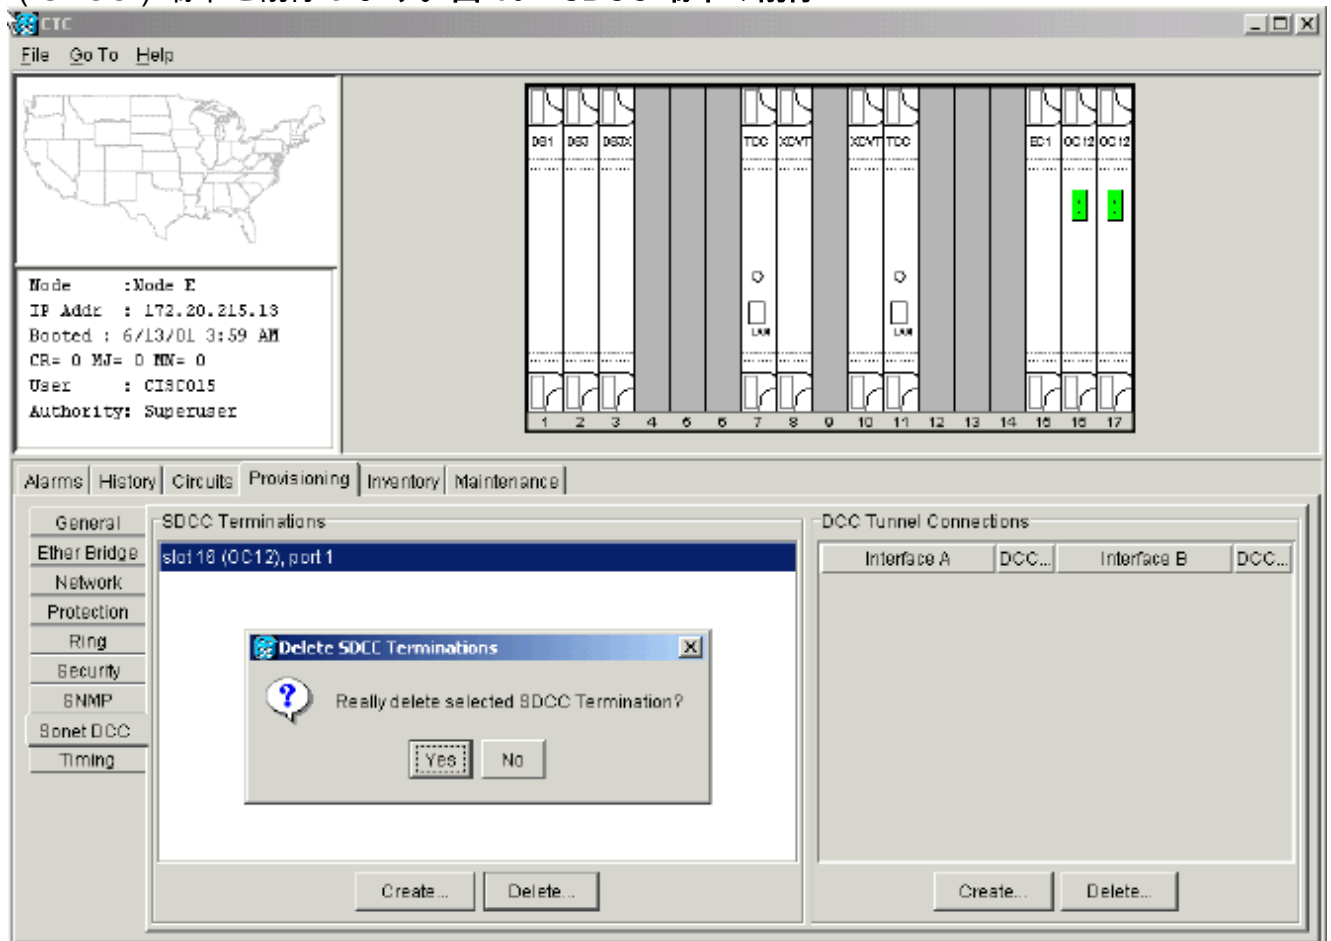 CTC
File Go To Help
DS1 DS3 TCC XCVT XCVT TCC EC1 OC12 OC12
LAN LAN
1 2 3 4 5 6 7 8 9 10 11 12 13 14 15 16 17
Node :Node E
IP Addr : 172.20.215.13
Booted : 6/13/01 3:59 AM
CR= 0 MJ= 0 MN= 0
User : CISCO15
Authority: Superuser
Alarms History Circuits Provisioning Inventory Maintenance
General
Ether Bridge
Network
Protection
Ring
Security
SNMP
Sonet DCC
Timing
SDCC Terminations
slot 16 (OC12), port 1
Delete SDCC Terminations
Really delete selected SDCC Termination?
Yes No
Create... Delete...
DCC Tunnel Connections
Interface A DCC... Interface B DCC...
Create... Delete...